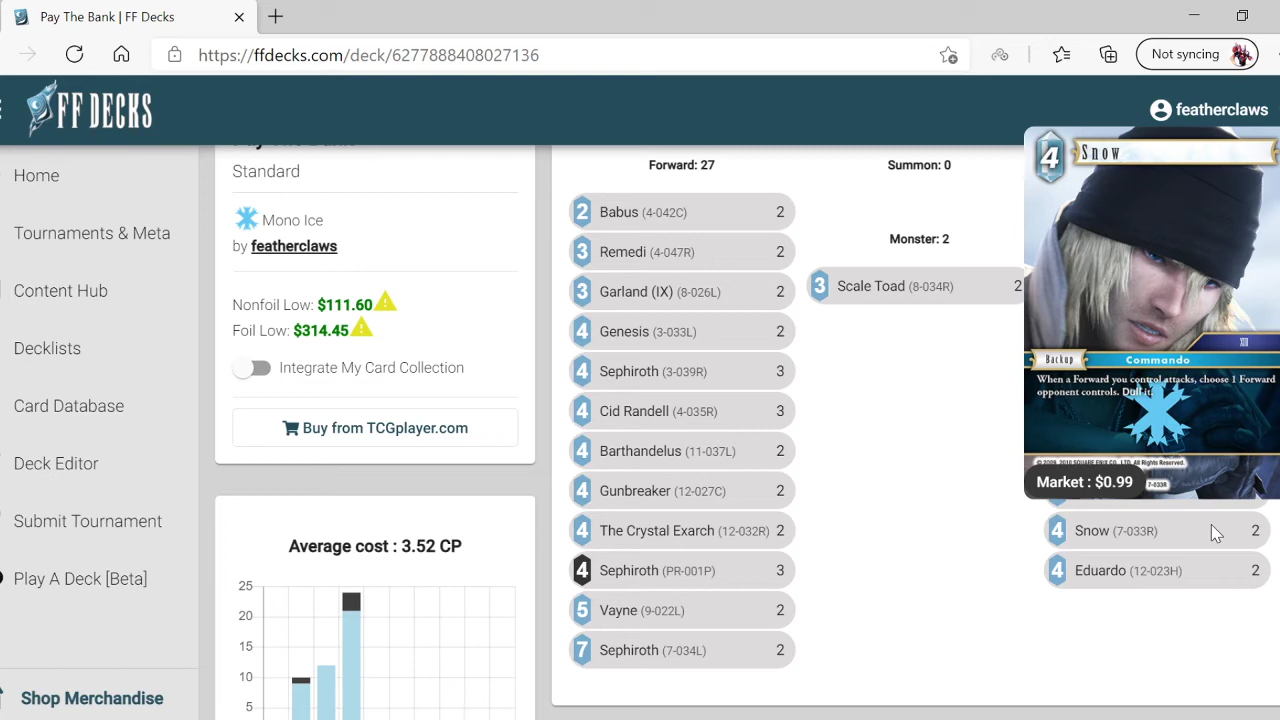 Pay The Bank | FF Decks
https://ffdecks.com/deck/6277888408027136
Not syncing
FF DECKS
featherclaws
Home
Tournaments & Meta
Content Hub
Decklists
Card Database
Deck Editor
Submit Tournament
Play A Deck [Beta]
Shop Merchandise
Standard
Mono Ice
by featherclaws
Nonfoil Low: $111.60
Foil Low: $314.45
Integrate My Card Collection
Buy from TCGplayer.com
Average cost : 3.52 CP
25
20
15
10
5
Forward: 27
2 Babus (4-042C) 2
3 Remedi (4-047R) 2
3 Garland (IX) (8-026L) 2
4 Genesis (3-033L) 2
4 Sephiroth (3-039R) 3
4 Cid Randell (4-035R) 3
4 Barthandelus (11-037L) 2
4 Gunbreaker (12-027C) 2
4 The Crystal Exarch (12-032R) 2
4 Sephiroth (PR-001P) 3
5 Vayne (9-022L) 2
7 Sephiroth (7-034L) 2
Summon: 0
Monster: 2
3 Scale Toad (8-034R) 2
4 Snow
XIII
Backup Commando
When a Forward you control attacks, choose 1 Forward
opponent controls. Dull it.
All Rights Reserved.
Market : $0.99
7-033R
4 Snow (7-033R) 2
4 Eduardo (12-023H) 2